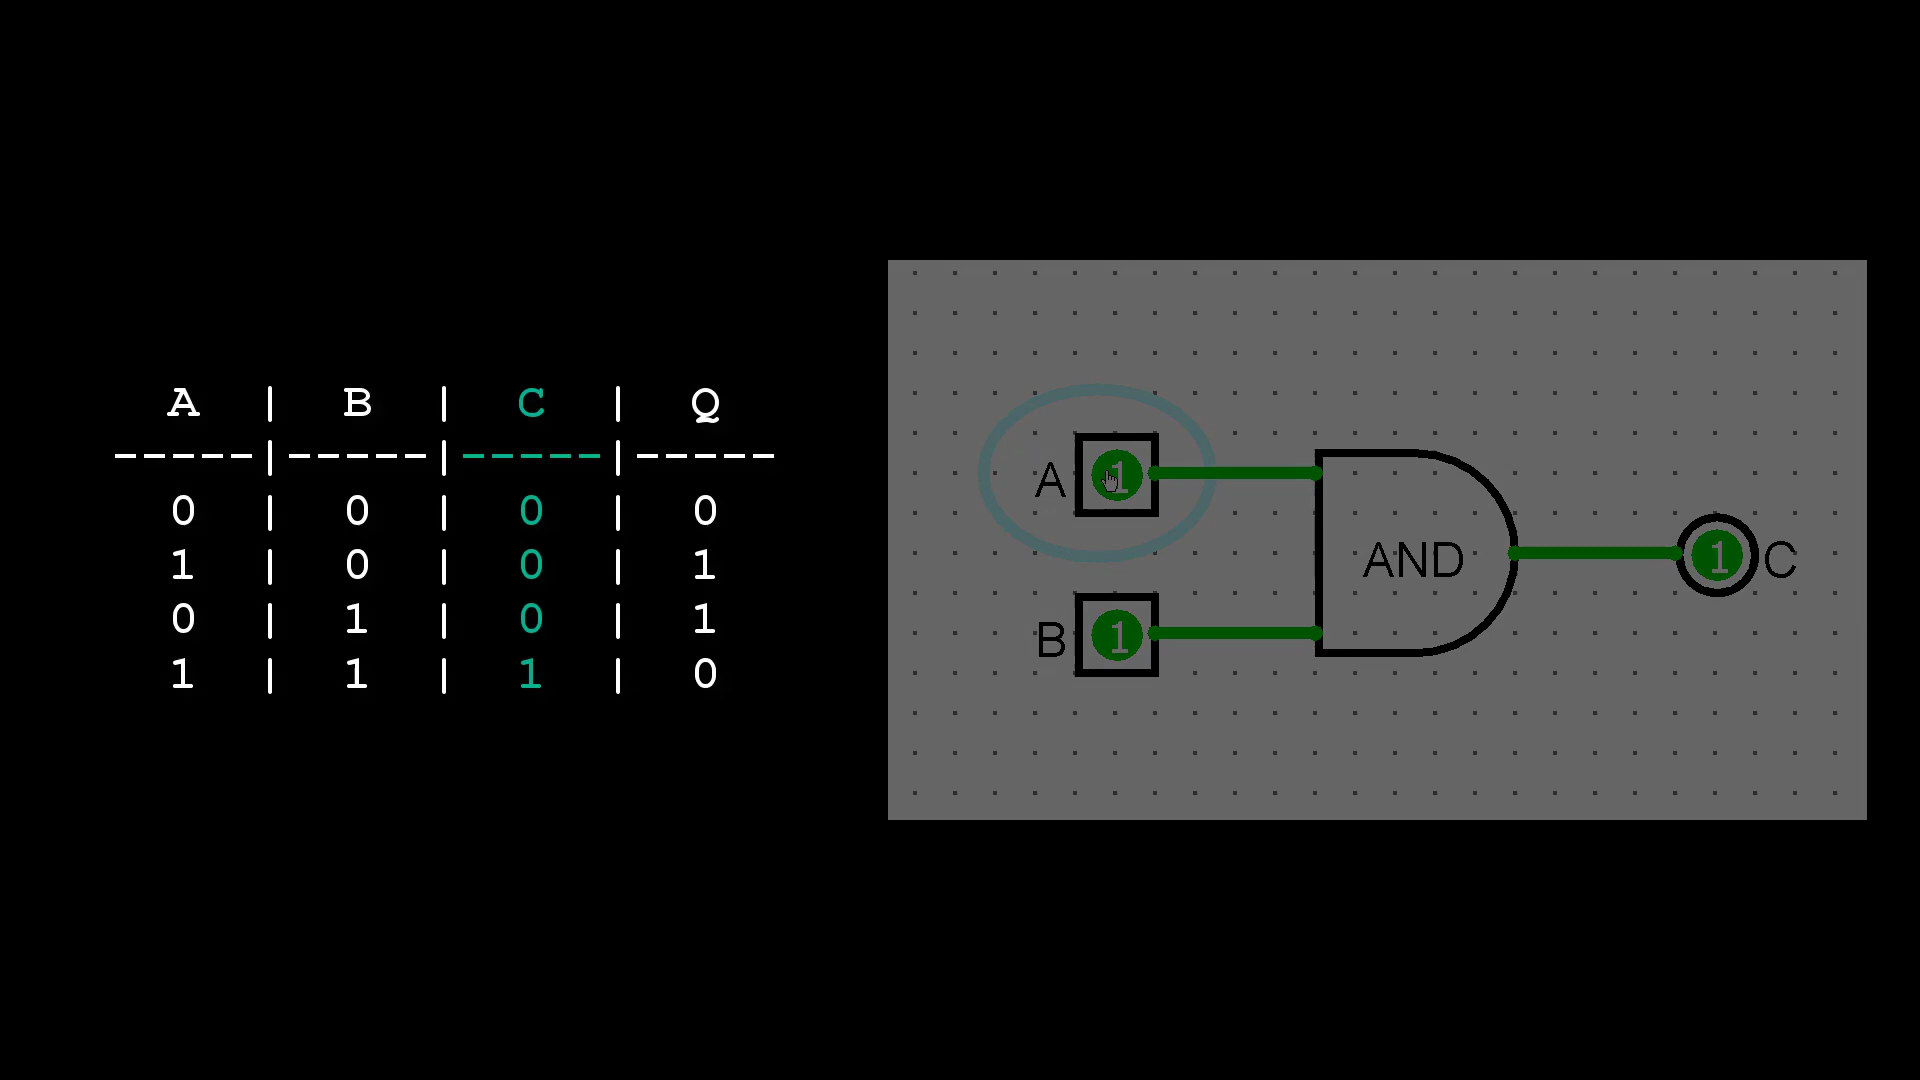 A | B | C | Q
-----|-----|-----|-----
0 | 0 | 0 | 0
1 | 0 | 0 | 1
0 | 1 | 0 | 1
1 | 1 | 1 | 0
A 1
AND
1 C
B 1